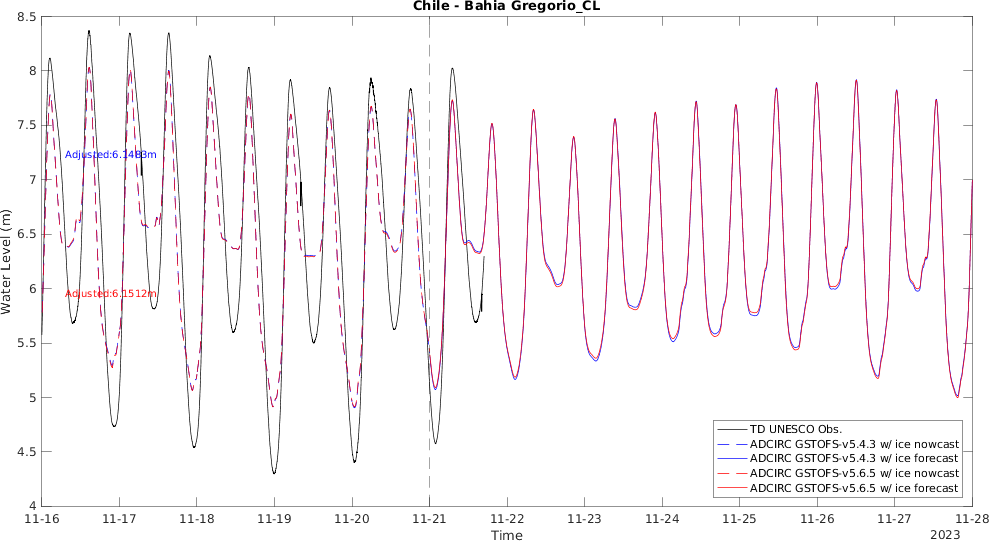 Chile - Bahia Gregorio_CL
8.5
8
7.5
7
6.5
6
5.5
5
4.5
4
Water Level (m)
Adjusted:6.1483m
Adjusted:6.1512m
TD UNESCO Obs.
ADCIRC GSTOFS-v5.4.3 w/ ice nowcast
ADCIRC GSTOFS-v5.4.3 w/ ice forecast
ADCIRC GSTOFS-v5.6.5 w/ ice nowcast
ADCIRC GSTOFS-v5.6.5 w/ ice forecast
11-16 11-17 11-18 11-19 11-20 11-21 11-22 11-23 11-24 11-25 11-26 11-27 11-28
Time
2023